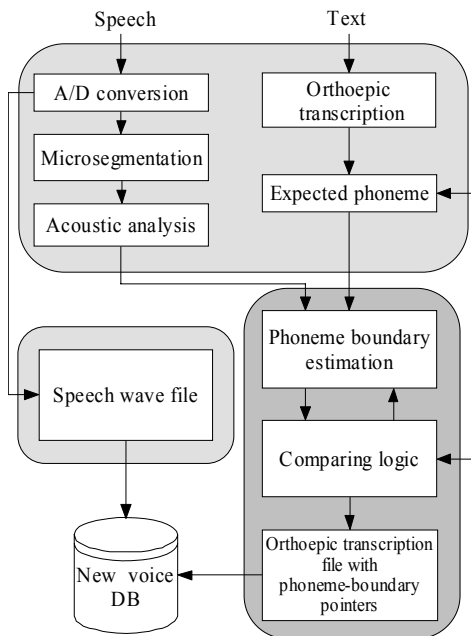 Speech
Text
A/D conversion
Microsegmentation
Acoustic analysis
Orthoepic
transcription
Expected phoneme
Phoneme boundary
estimation
Speech wave file
Comparing logic
Orthoepic transcription
file with
phoneme-boundary
pointers
New voice
DB